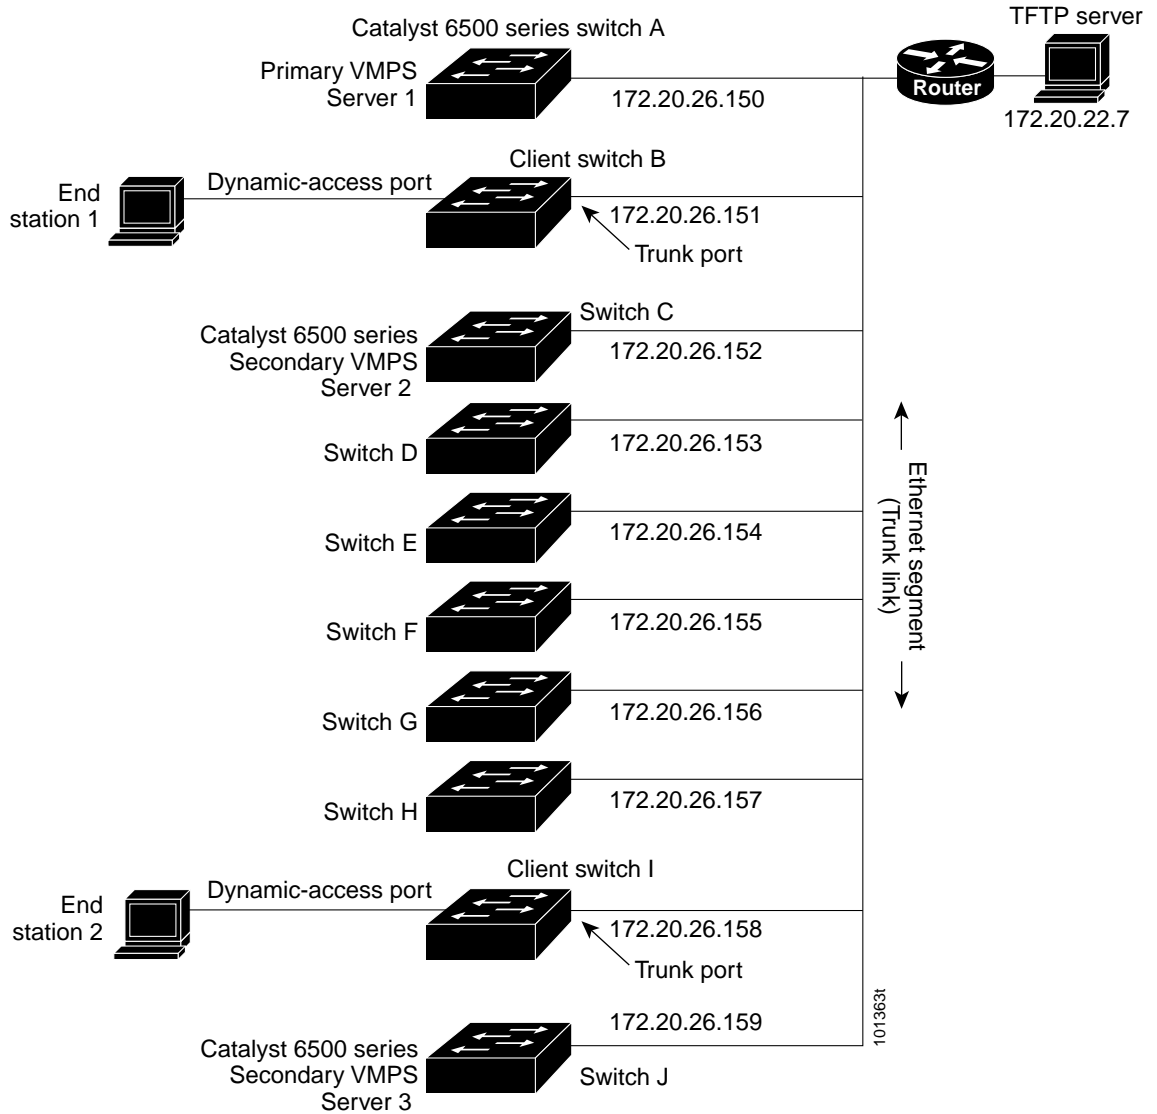 Catalyst 6500 series switch A
TFTP server
Primary VMPS
Server 1
172.20.26.150
Router
172.20.22.7
Client switch B
End
station 1
Dynamic-access port
172.20.26.151
Trunk port
Switch C
Catalyst 6500 series
Secondary VMPS
Server 2
172.20.26.152
Switch D
172.20.26.153
Switch E
172.20.26.154
Ethernet segment
(Trunk link)
Switch F
172.20.26.155
Switch G
172.20.26.156
Switch H
172.20.26.157
Client switch I
End
station 2
Dynamic-access port
172.20.26.158
Trunk port
101363t
172.20.26.159
Catalyst 6500 series
Secondary VMPS
Server 3
Switch J